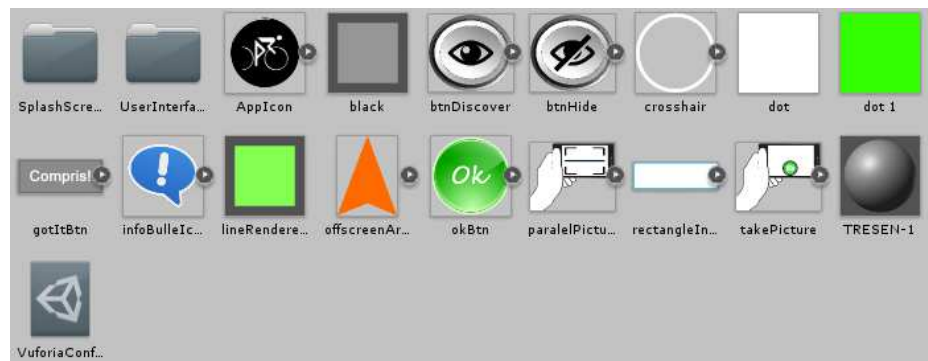 SplashScre... UserInterfa... AppIcon black btnDiscover btnHide crosshair dot dot 1
Compris!
Ok
gotItBtn infoBulleIc... lineRendere... offscreenAr... okBtn paralelPictu... rectangleIn... takePicture TRESEN-1
VuforiaConf...